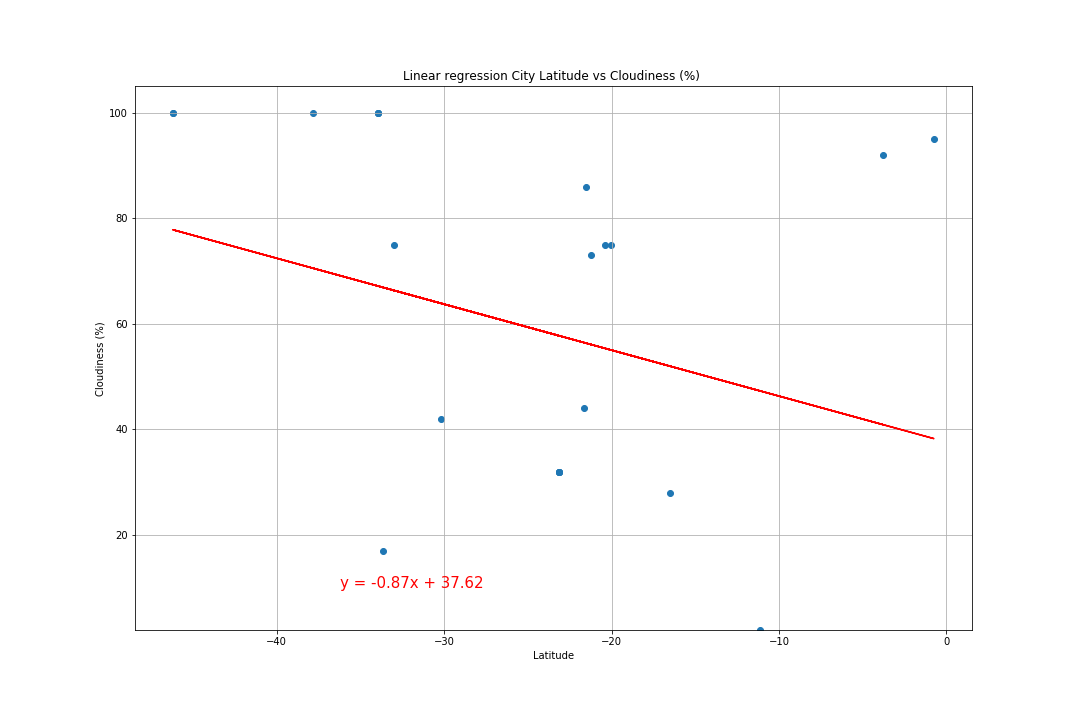 Linear regression City Latitude vs Cloudiness (%)
100
80
60
40
20
Cloudiness (%)
y = -0.87x + 37.62
−40
−30
−20
−10
0
Latitude